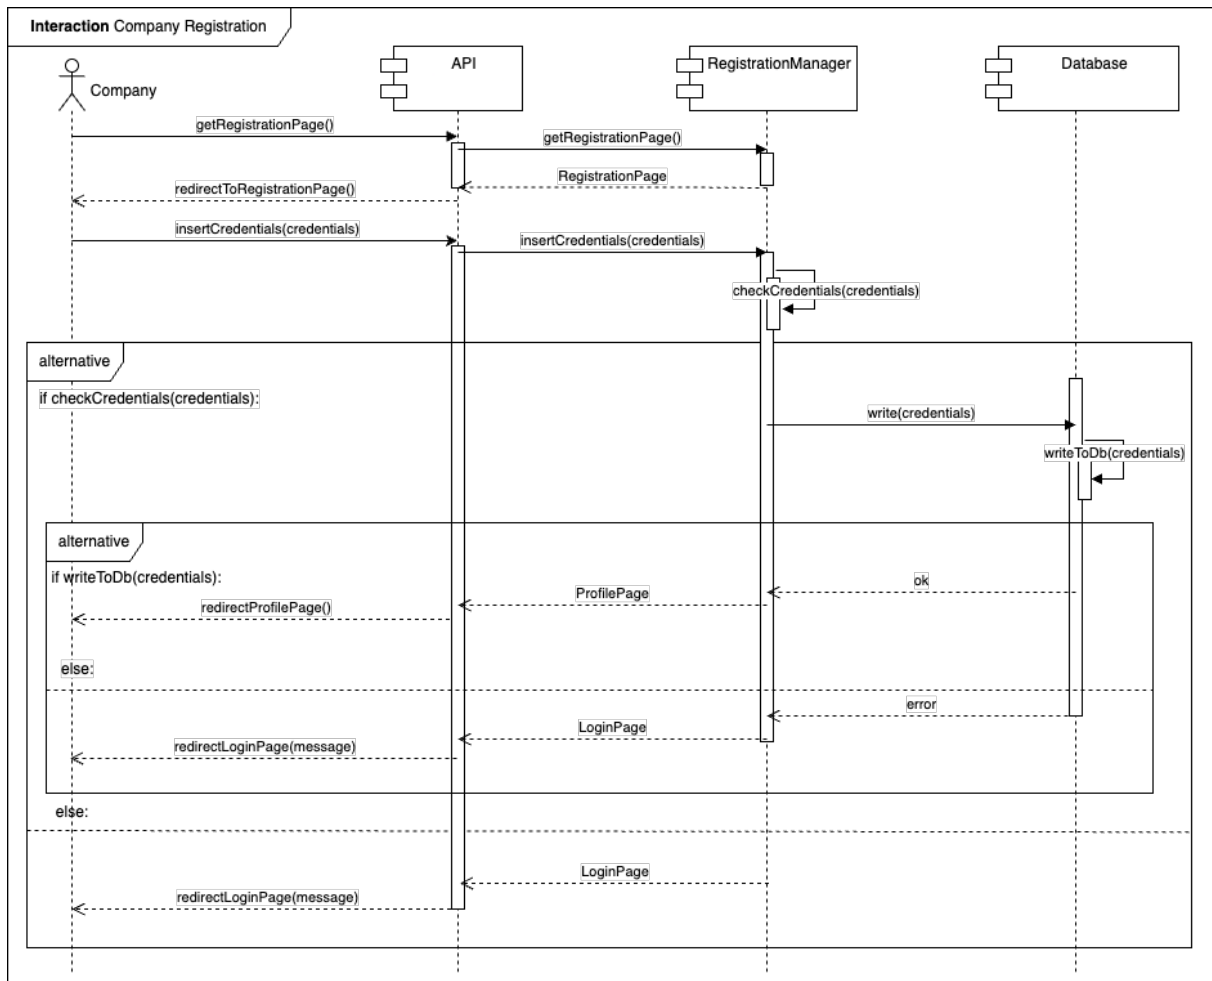 Interaction Company Registration
Company
API
RegistrationManager
Database
getRegistrationPage()
getRegistrationPage()
RegistrationPage
redirectToRegistrationPage()
insertCredentials(credentials)
insertCredentials(credentials)
checkCredentials(credentials)
alternative
if checkCredentials(credentials):
write(credentials)
writeToDb(credentials)
alternative
if writeToDb(credentials):
ok
ProfilePage
redirectProfilePage()
else:
error
LoginPage
redirectLoginPage(message)
else:
LoginPage
redirectLoginPage(message)